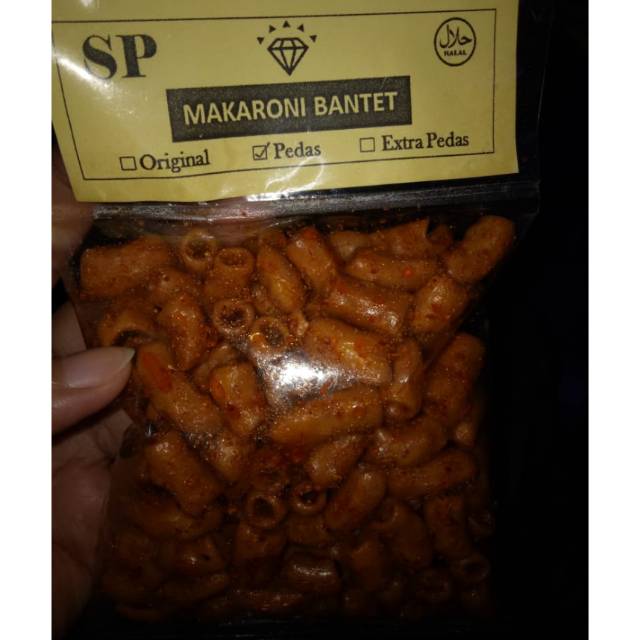 SP
حلال
HALAL
MAKARONI BANTET
Original
Pedas
Extra Pedas